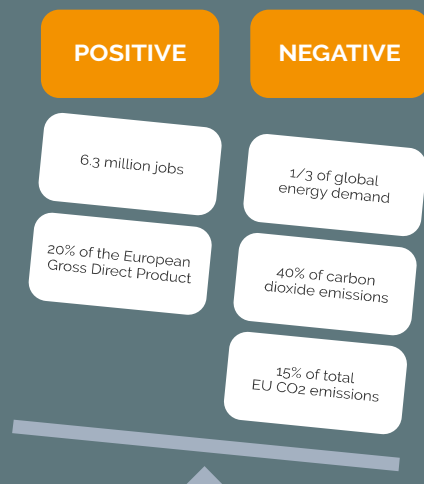 POSITIVE
6.3 million jobs
20% of the European
Gross Direct Product
NEGATIVE
1/3 of global
energy demand
40% of carbon
dioxide emissions
15% of total
EU CO2 emissions